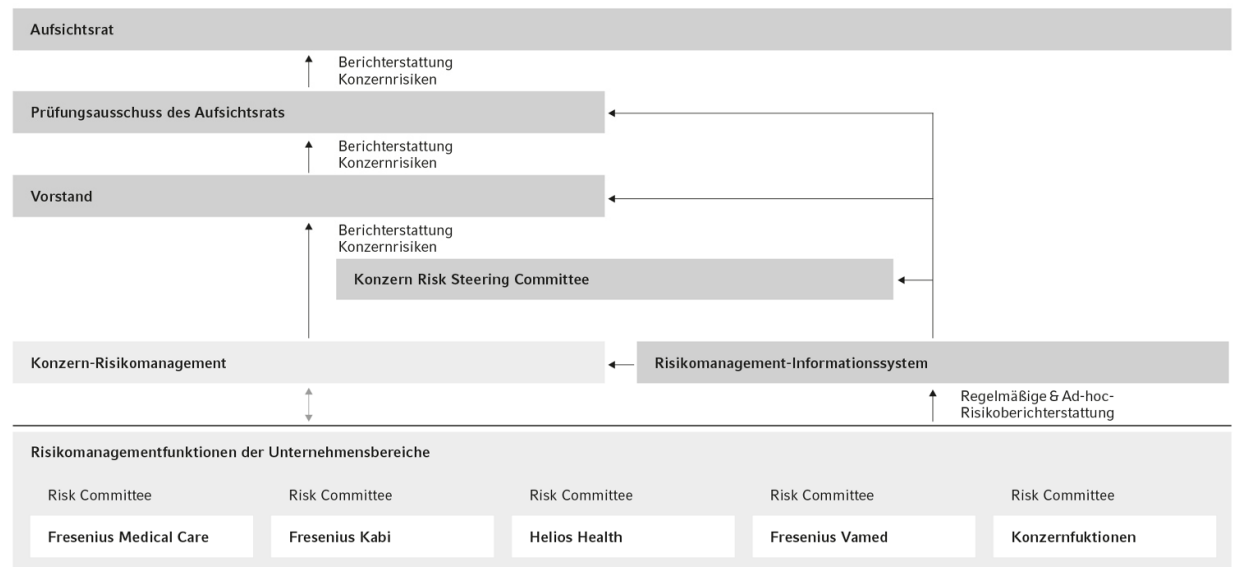 Aufsichtsrat
Berichterstattung
Konzernrisiken
Prüfungsausschuss des Aufsichtsrats
Berichterstattung
Konzernrisiken
Vorstand
Berichterstattung
Konzernrisiken
Konzern Risk Steering Committee
Konzern-Risikomanagement
Risikomanagement-Informationssystem
Regelmäßige & Ad-hoc-
Risikoberichterstattung
Risikomanagementfunktionen der Unternehmensbereiche
Risk Committee
Fresenius Medical Care
Risk Committee
Fresenius Kabi
Risk Committee
Helios Health
Risk Committee
Fresenius Vamed
Risk Committee
Konzernfuktionen